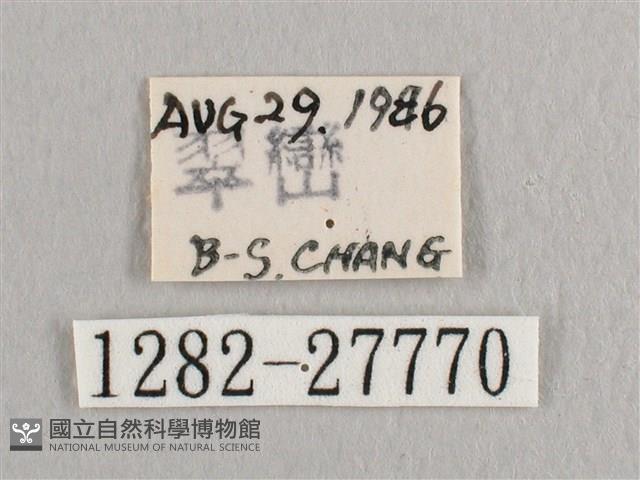 AUG 29. 1986
翠巒
B-S. CHANG
1282-27770
國立自然科學博物館
NATIONAL MUSEUM OF NATURAL SCIENCE